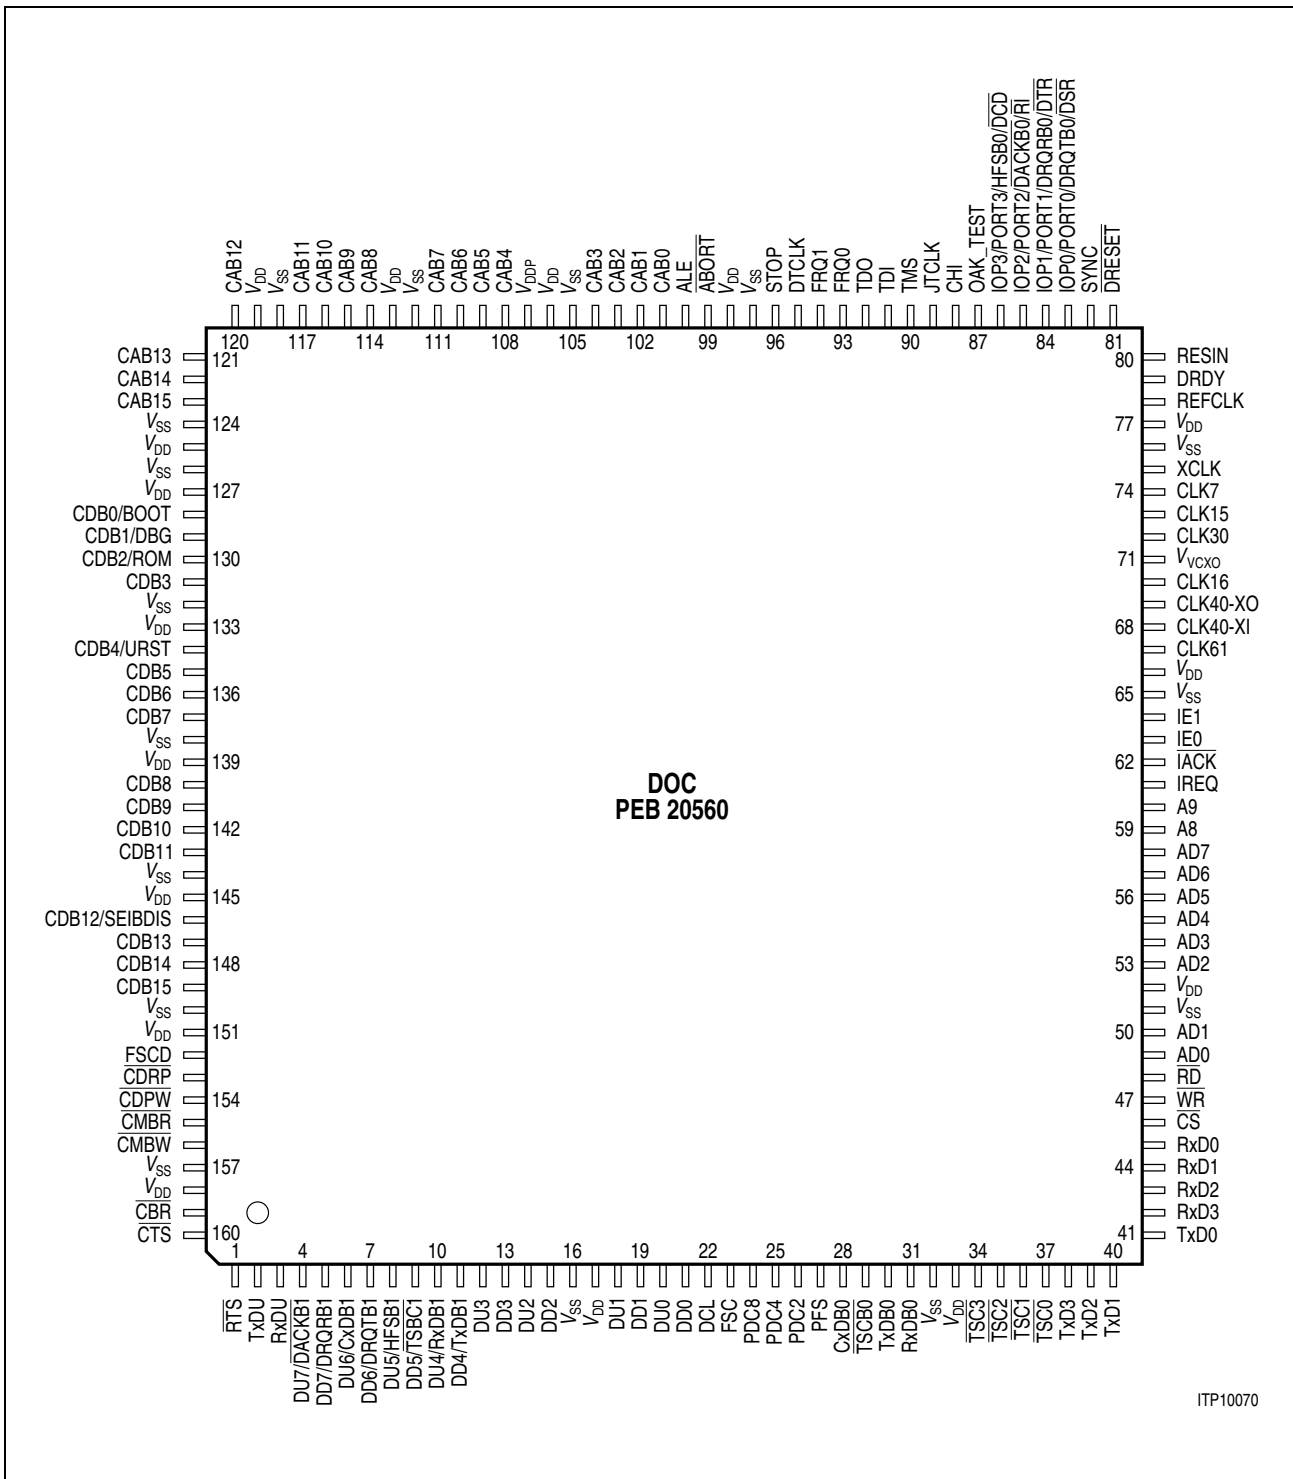 CAB12
VDD
VSS
CAB11
CAB10
CAB9
CAB8
VDD
VSS
CAB7
CAB6
CAB5
CAB4
VDDP
VDD
VSS
CAB3
CAB2
CAB1
CAB0
ALE
ABORT
VDD
VSS
STOP
DTCLK
FRQ1
FRQ0
TDO
TDI
TMS
JTCLK
CHI
OAK_TEST
IOP3/PORT3/HFSB0/DCD
IOP2/PORT2/DACKB0/RI
IOP1/PORT1/DRQRB0/DTR
IOP0/PORT0/DRQTB0/DSR
SYNC
DRESET
120 117 114 111 108 105 102 99 96 93 90 87 84 81
CAB13 121
CAB14
CAB15
VSS 124
VDD
VSS
VDD 127
CDB0/BOOT
CDB1/DBG
CDB2/ROM 130
CDB3
VSS
VDD 133
CDB4/URST
CDB5
CDB6 136
CDB7
VSS
VDD 139
CDB8
CDB9
CDB10 142
CDB11
VSS
VDD 145
CDB12/SEIBDIS
CDB13
CDB14 148
CDB15
VSS
VDD 151
FSCD
CDRP
CDPW 154
CMBR
CMBW
VSS 157
VDD
CBR
CTS 160
DOC
PEB 20560
80 RESIN
DRDY
REFCLK
77 VDD
VSS
XCLK
74 CLK7
CLK15
CLK30
71 VVCXO
CLK16
CLK40-XO
68 CLK40-XI
CLK61
VDD
65 VSS
IE1
IE0
62 IACK
IREQ
A9
59 A8
AD7
AD6
56 AD5
AD4
AD3
53 AD2
VDD
VSS
50 AD1
AD0
RD
47 WR
CS
RxD0
44 RxD1
RxD2
RxD3
41 TxD0
1 4 7 10 13 16 19 22 25 28 31 34 37 40
RTS
TxDU
RxDU
DU7/DACKB1
DD7/DRQRB1
DU6/CxDB1
DD6/DRQTB1
DU5/HFSB1
DD5/TSBC1
DU4/RxDB1
DD4/TxDB1
DU3
DD3
DU2
DD2
VSS
VDD
DU1
DD1
DU0
DD0
DCL
FSC
PDC8
PDC4
PDC2
PFS
CxDB0
TSCB0
TxDB0
RxDB0
VSS
VDD
TSC3
TSC2
TSC1
TSC0
TxD3
TxD2
TxD1
ITP10070